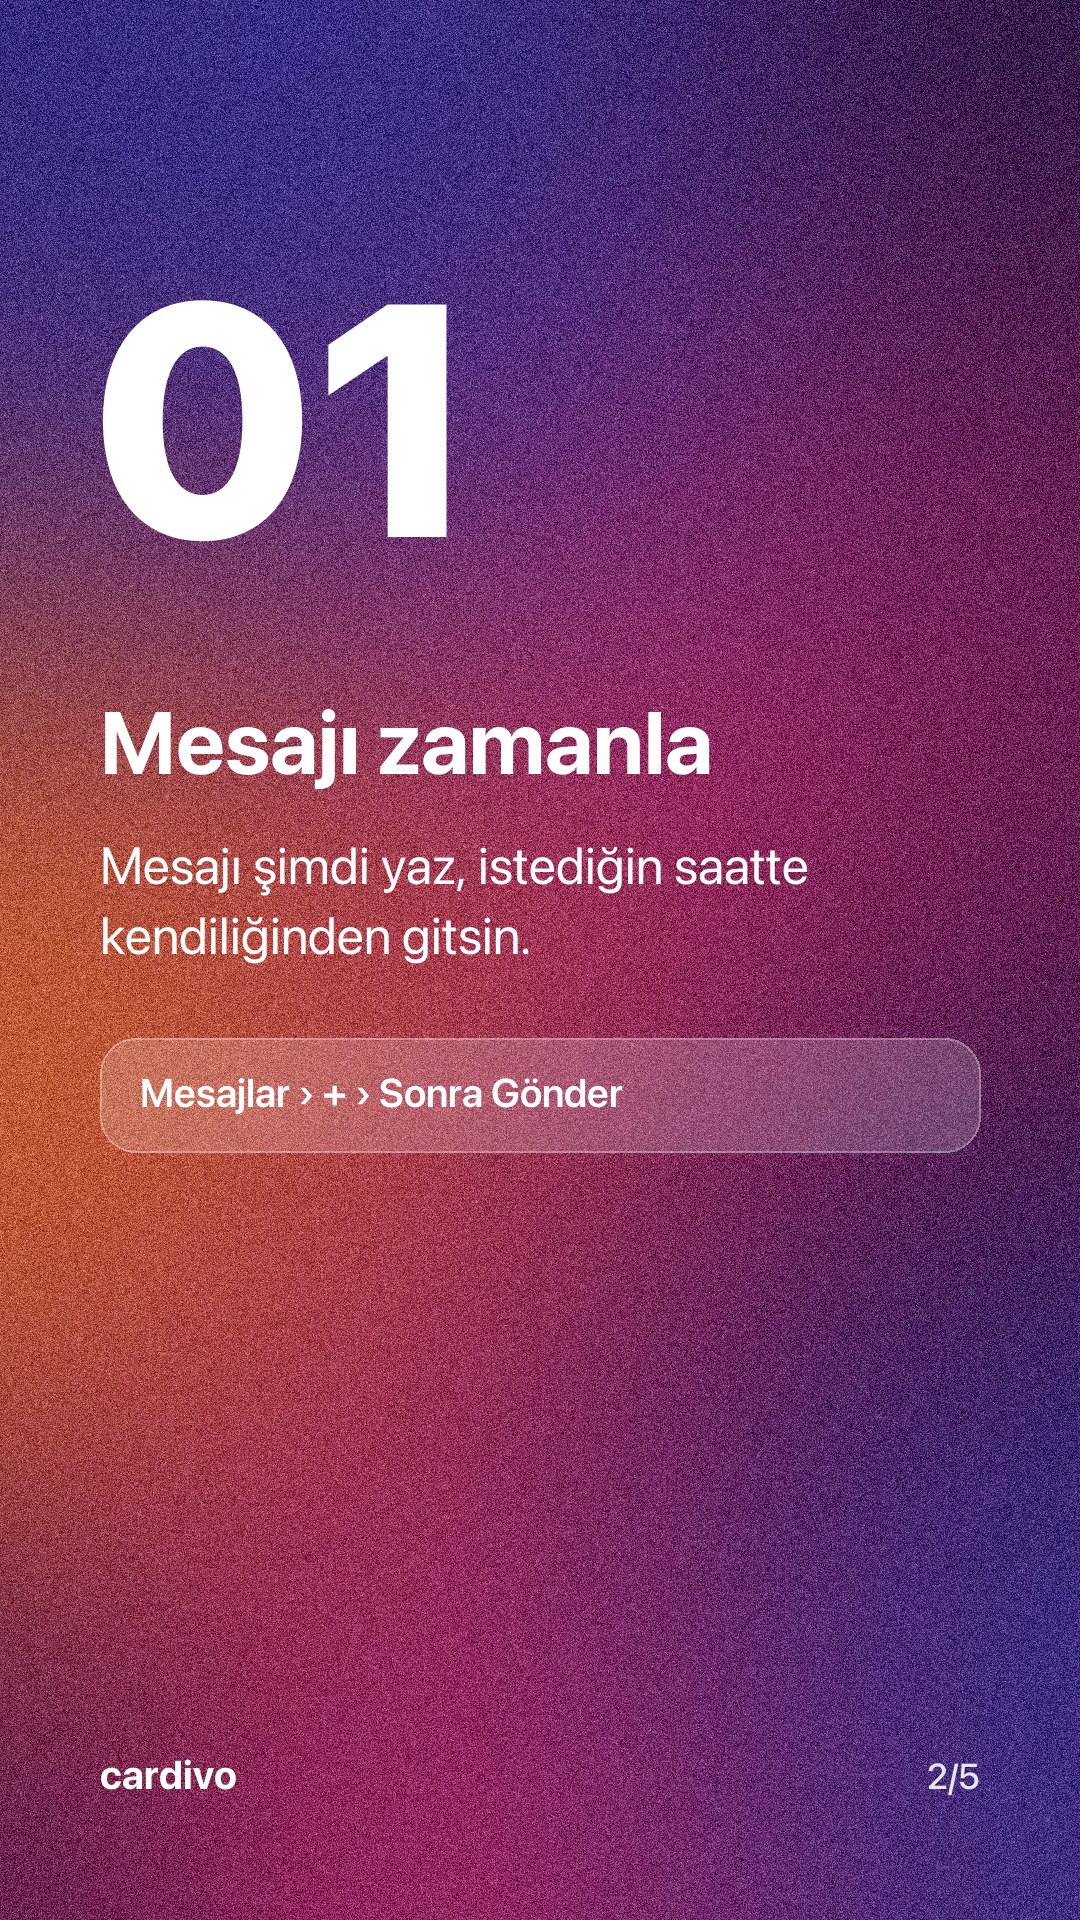 01
Mesajı zamanla
Mesajı şimdi yaz, istediğin saatte
kendiliğinden gitsin.
Mesajlar › + › Sonra Gönder
cardivo
2/5